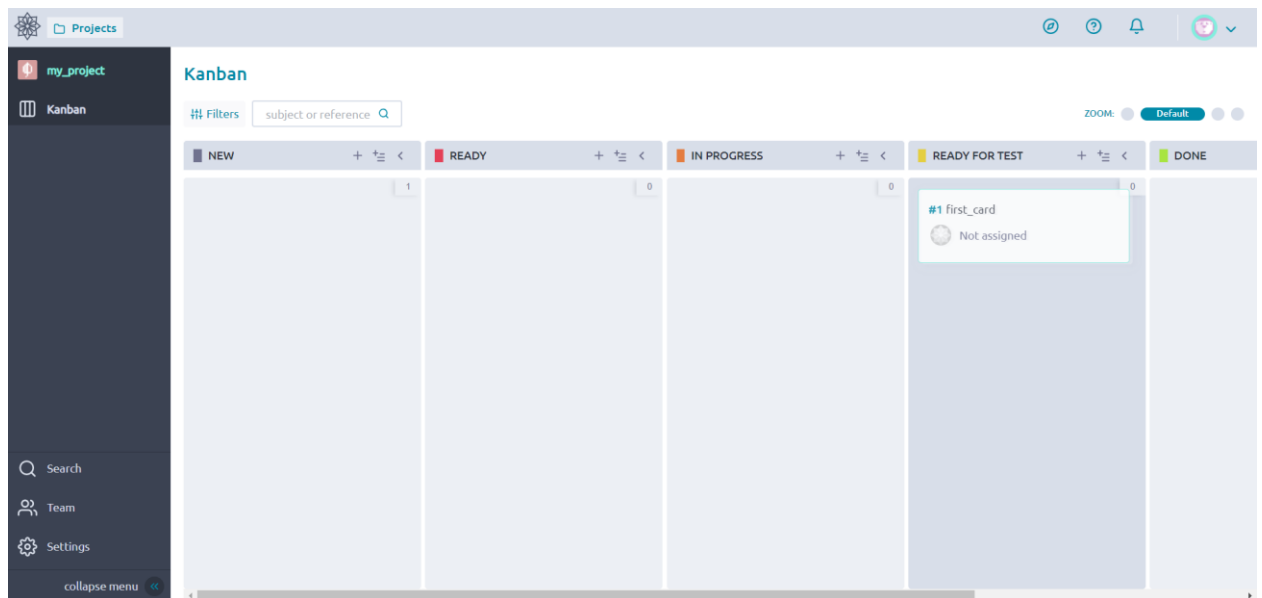 Projects
my_project
Kanban
Kanban
Filters
subject or reference
ZOOM:
Default
NEW
READY
IN PROGRESS
READY FOR TEST
DONE
1
0
0
0
#1 first_card
Not assigned
Search
Team
Settings
collapse menu